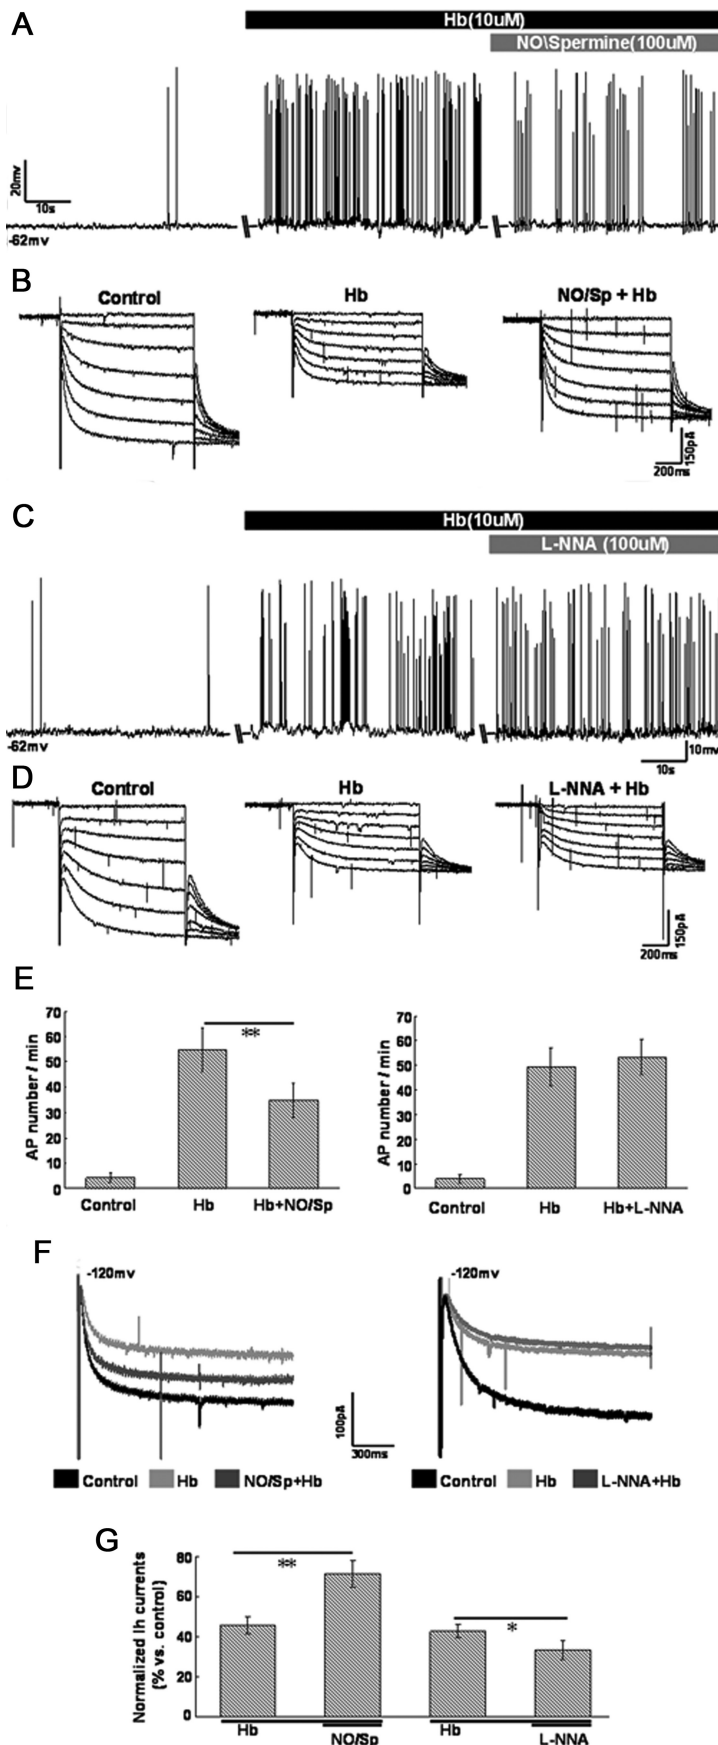 A
Hb(10uM)
NO\Spermine(100uM)
20mv
10s
-62mv
B
Control
Hb
NO/Sp + Hb
150pA
200ms
C
Hb(10uM)
L-NNA (100uM)
-62mv
10mv
10s
D
Control
Hb
L-NNA + Hb
150pA
200ms
E
AP number / min
70
60
50
40
30
20
10
0
Control
Hb
Hb+NO/Sp
**
AP number / min
70
60
50
40
30
20
10
0
Control
Hb
Hb+L-NNA
F
-120mv
-120mv
100pA
300ms
Control
Hb
NO/Sp+Hb
Control
Hb
L-NNA+Hb
G
Normalized Ih currents
(% vs. control)
80
60
40
20
0
**
*
Hb
NO/Sp
Hb
L-NNA